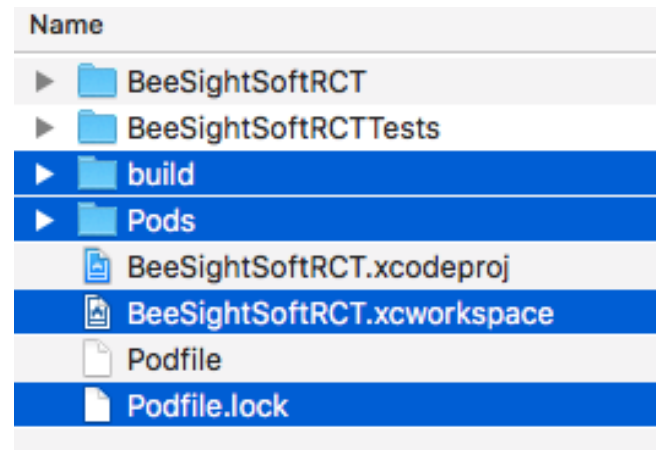 Name
BeeSightSoftRCT
BeeSightSoftRCTTests
build
Pods
BeeSightSoftRCT.xcodeproj
BeeSightSoftRCT.xcworkspace
Podfile
Podfile.lock